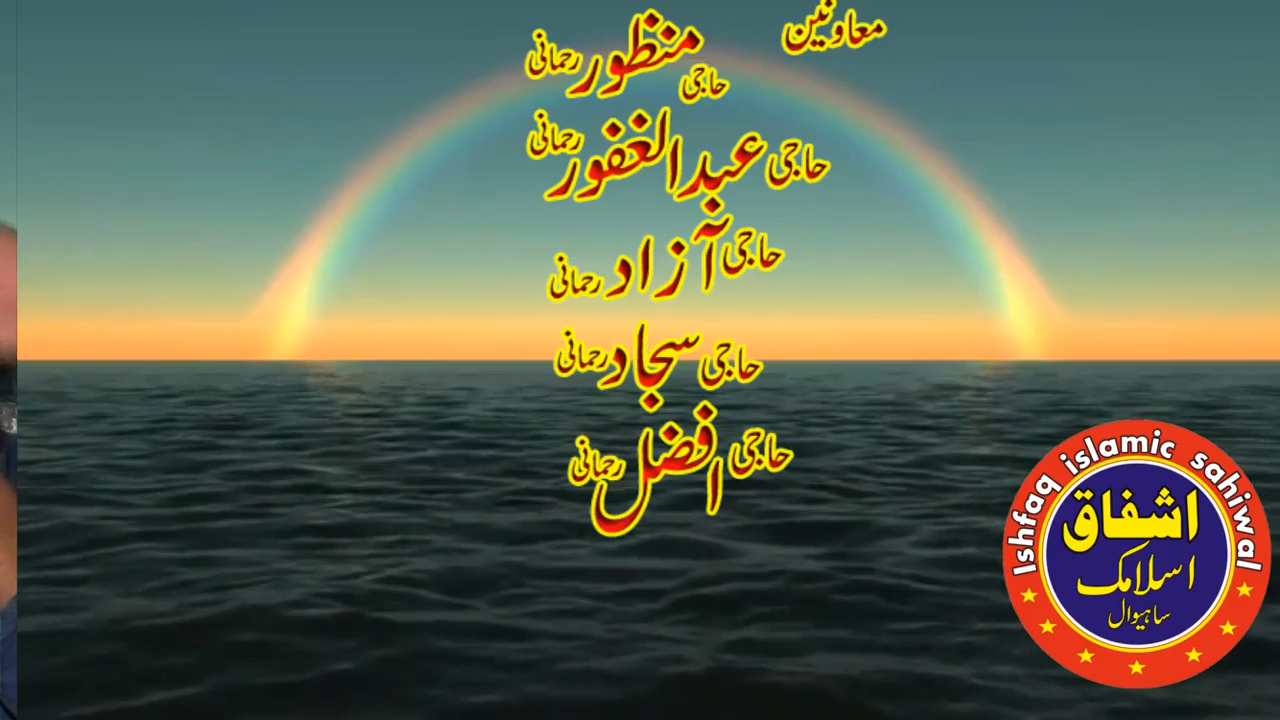 معاونین
حاجی منظور رحمانی
حاجی عبدالغفور رحمانی
حاجی آزاد رحمانی
حاجی سجاد رحمانی
حاجی افضل رحمانی
Ishfaq islamic sahiwal
اشفاق
اسلامک
ساہیوال